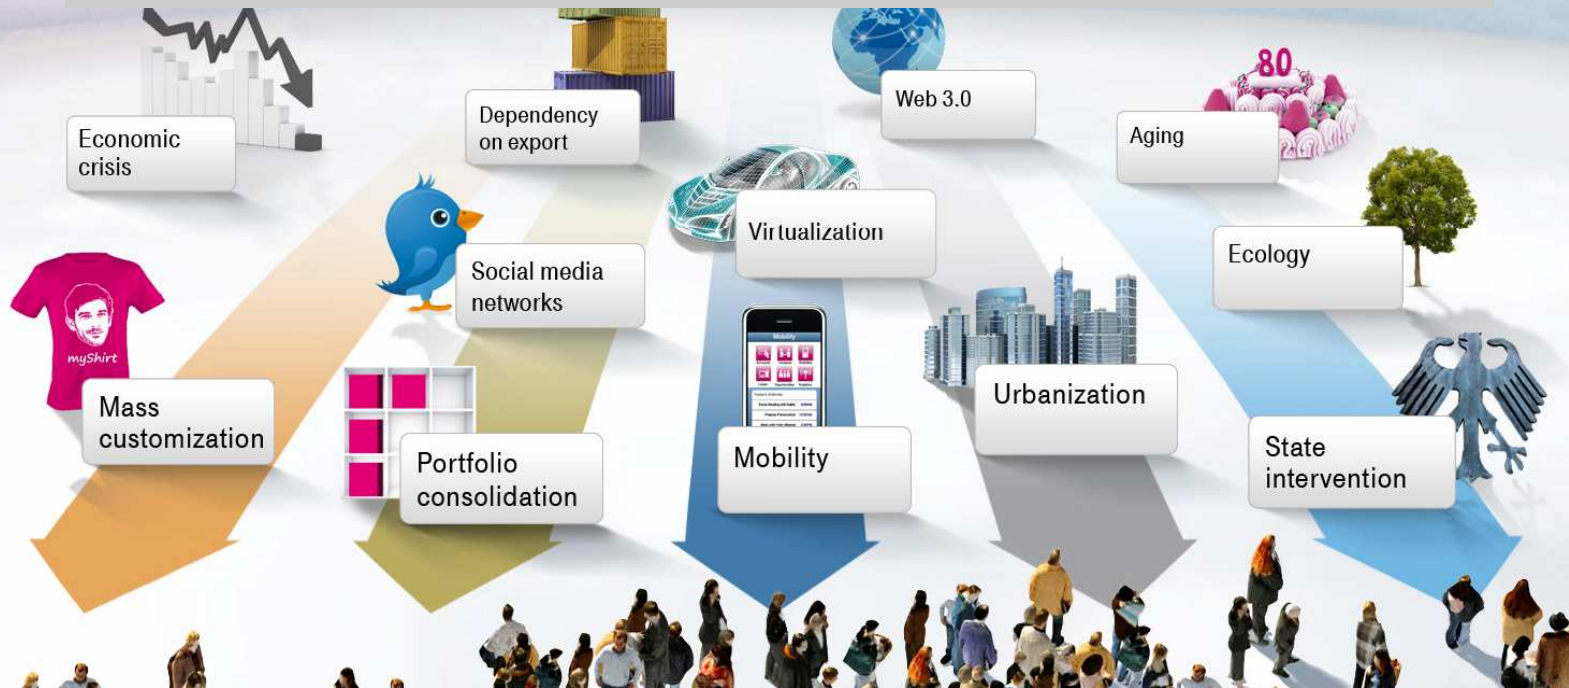 80
Web 3.0
Dependency
on export
Economic
crisis
Aging
Virtualization
Ecology
Social media
networks
myShirt
Mobility
Mass
customization
Urbanization
Portfolio
consolidation
Mobility
State
intervention